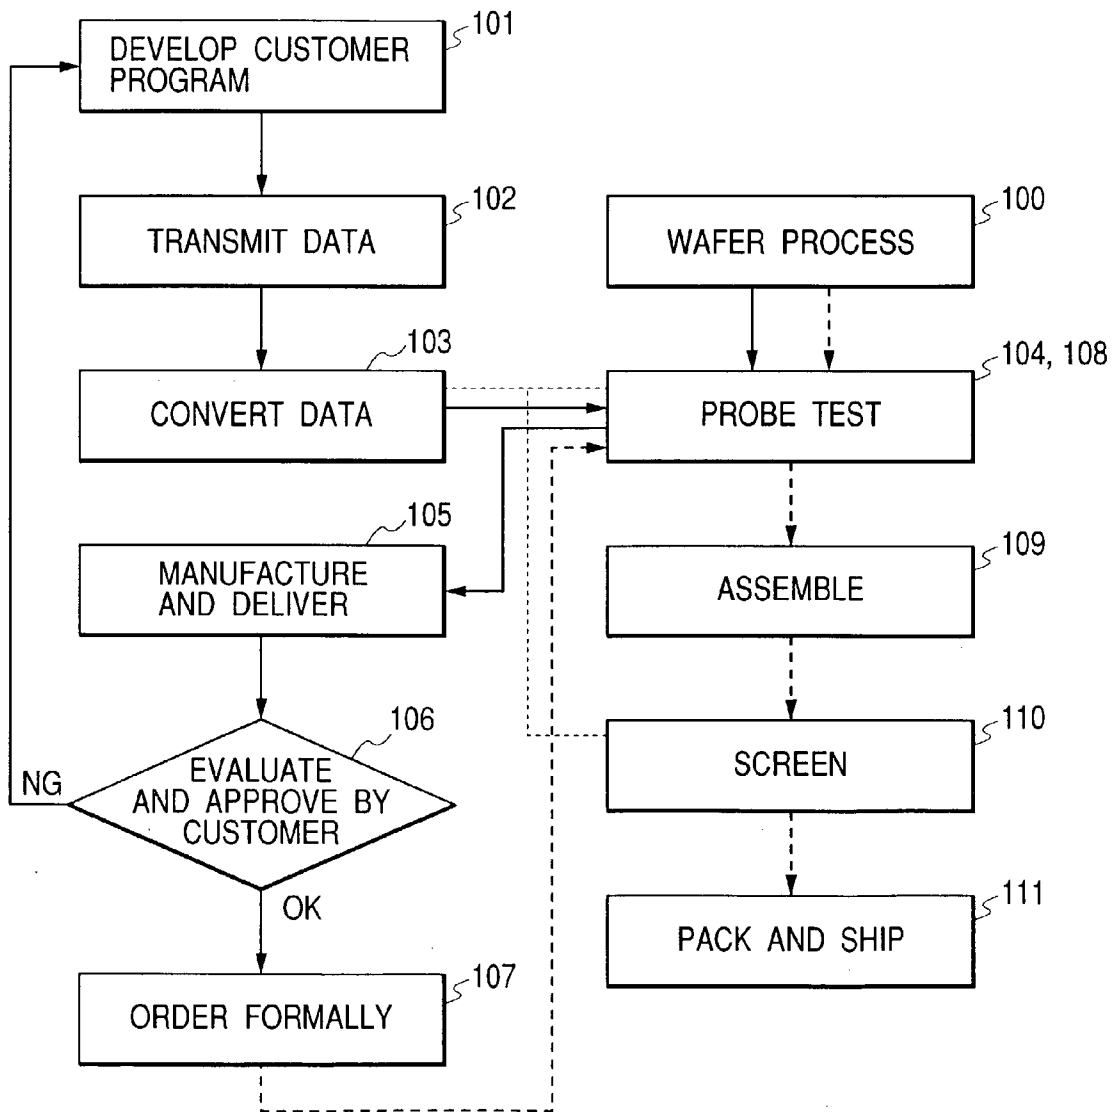 101
DEVELOP CUSTOMER
PROGRAM
102
TRANSMIT DATA
100
WAFER PROCESS
103
CONVERT DATA
104, 108
PROBE TEST
105
MANUFACTURE
AND DELIVER
109
ASSEMBLE
106
EVALUATE
AND APPROVE BY
CUSTOMER
NG
OK
110
SCREEN
111
PACK AND SHIP
107
ORDER FORMALLY